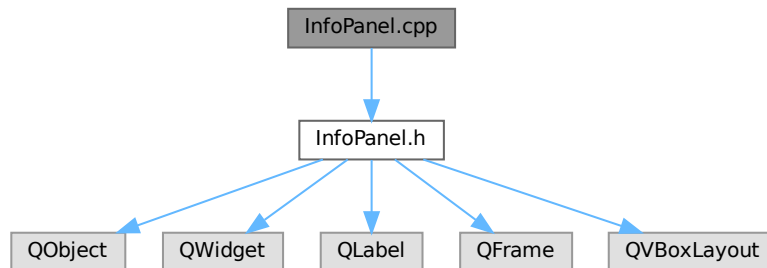 InfoPanel.cpp
InfoPanel.h
QObject
QWidget
QLabel
QFrame
QVBoxLayout